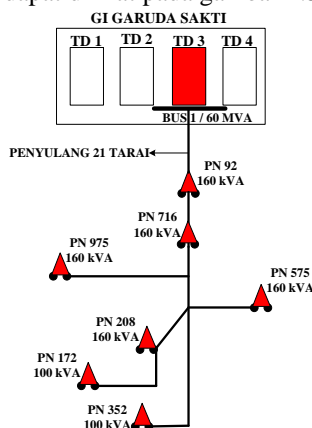 GI GARUDA SAKTI
TD 1 TD 2 TD 3 TD 4
BUS 1 / 60 MVA
PENYULANG 21 TARAI
PN 92
160 kVA
PN 716
160 kVA
PN 975
160 kVA
PN 575
160 kVA
PN 208
160 kVA
PN 172
100 kVA
PN 352
100 kVA